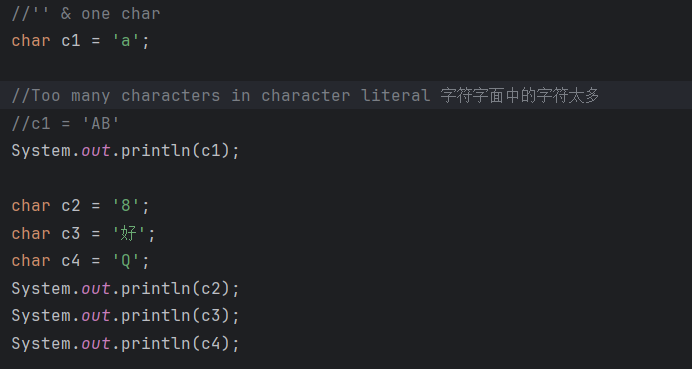 //'' & one char
char c1 = 'a';
//Too many characters in character literal 字符字面中的字符太多
//c1 = 'AB'
System.out.println(c1);
char c2 = '8';
char c3 = '好';
char c4 = 'Q';
System.out.println(c2);
System.out.println(c3);
System.out.println(c4);